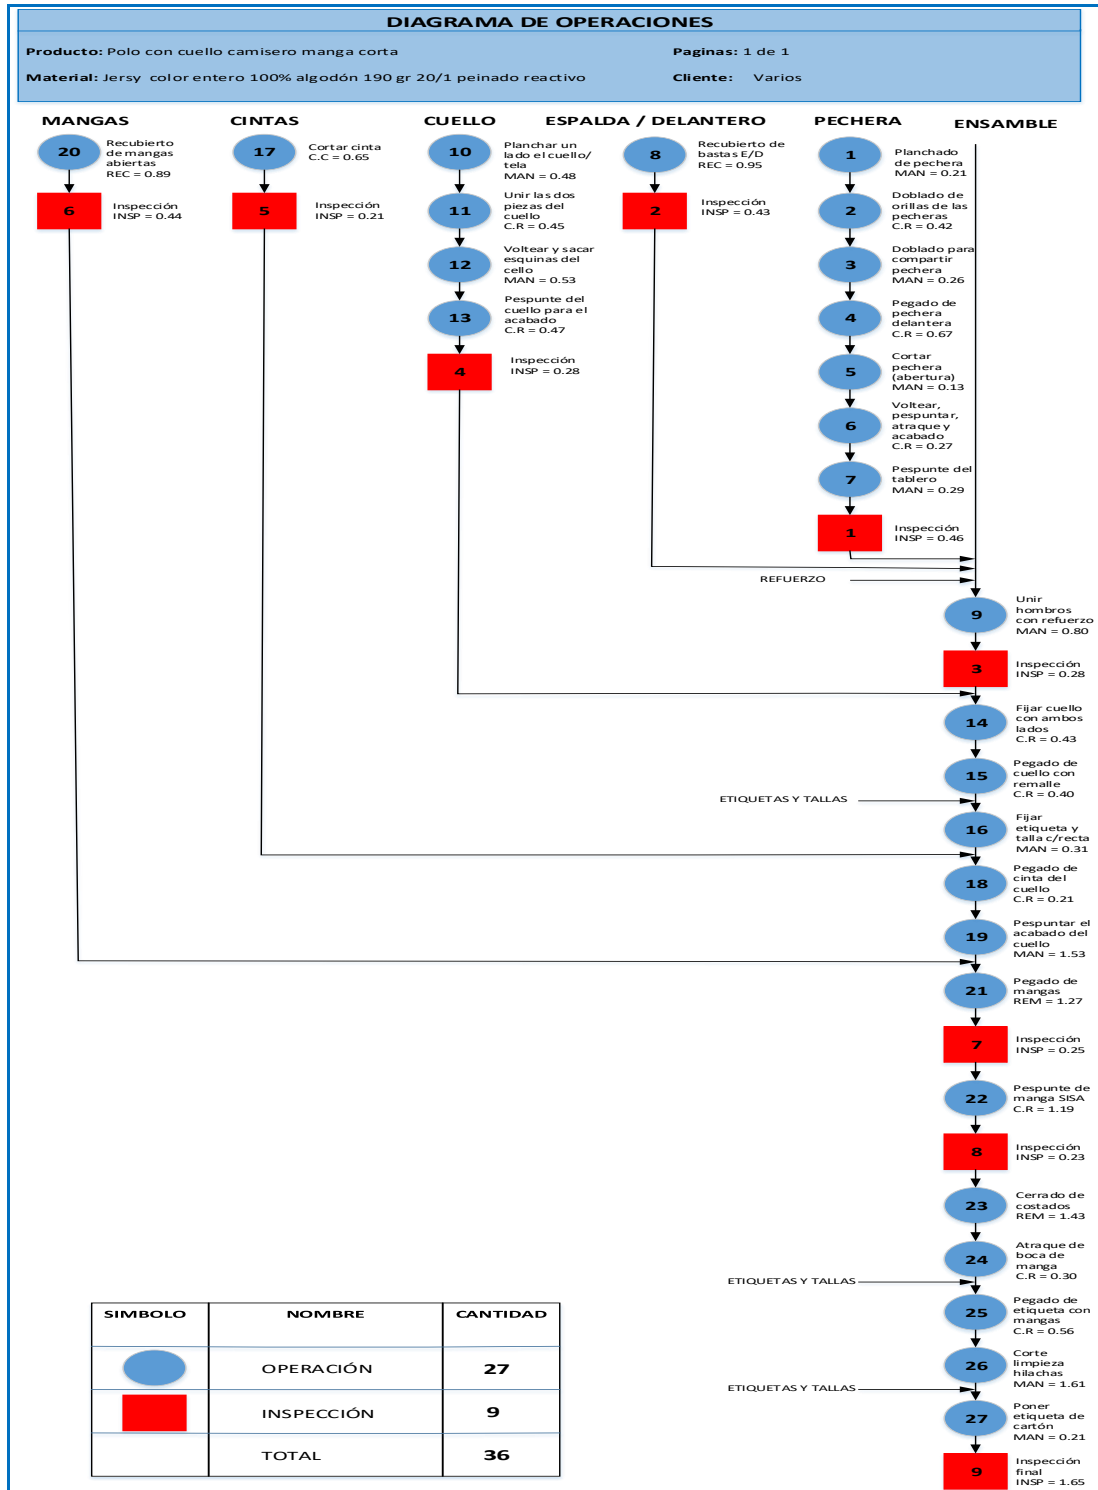 DIAGRAMA DE OPERACIONES
Producto: Polo con cuello camisero manga corta
Paginas: 1 de 1
Material: Jersy color entero 100% algodón 190 gr 20/1 peinado reactivo
Cliente: Varios
MANGAS
20
Recubierto
de mangas
abiertas
REC = 0.89
6
Inspección
INSP = 0.44
CINTAS
17
Cortar cinta
C.C = 0.65
5
Inspección
INSP = 0.21
CUELLO
10
Planchar un
lado el cuello/
tela
MAN = 0.48
11
Unir las dos
piezas del
cuello
C.R = 0.45
12
Voltear y sacar
esquinas del
cello
MAN = 0.53
13
Pespunte del
cuello para el
acabado
C.R = 0.47
4
Inspección
INSP = 0.28
ESPALDA / DELANTERO
8
Recubierto de
bastas E/D
REC = 0.95
2
Inspección
INSP = 0.43
PECHERA
1
Planchado
de pechera
MAN = 0.21
2
Doblado de
orillas de las
pecheras
C.R = 0.42
3
Doblado para
compartir
pechera
MAN = 0.26
4
Pegado de
pechera
delantera
C.R = 0.67
5
Cortar
pechera
(abertura)
MAN = 0.13
6
Voltear,
pespuntar,
atraque y
acabado
C.R = 0.27
7
Pespunte del
tablero
MAN = 0.29
1
Inspección
INSP = 0.46
ENSAMBLE
REFUERZO
9
Unir
hombros
con refuerzo
MAN = 0.80
3
Inspección
INSP = 0.28
14
Fijar cuello
con ambos
lados
C.R = 0.43
15
Pegado de
cuello con
remalle
C.R = 0.40
ETIQUETAS Y TALLAS
16
Fijar
etiqueta y
talla c/recta
MAN = 0.31
18
Pegado de
cinta del
cuello
C.R = 0.21
19
Pespuntar el
acabado del
cuello
MAN = 1.53
21
Pegado de
mangas
REM = 1.27
7
Inspección
INSP = 0.25
22
Pespunte de
manga SISA
C.R = 1.19
8
Inspección
INSP = 0.23
23
Cerrado de
costados
REM = 1.43
24
Atraque de
boca de
manga
C.R = 0.30
ETIQUETAS Y TALLAS
25
Pegado de
etiqueta con
mangas
C.R = 0.56
26
Corte
limpieza
hilachas
MAN = 1.61
ETIQUETAS Y TALLAS
27
Poner
etiqueta de
cartón
MAN = 0.21
9
Inspección
final
INSP = 1.65
SIMBOLO NOMBRE CANTIDAD
OPERACIÓN 27
INSPECCIÓN 9
TOTAL 36